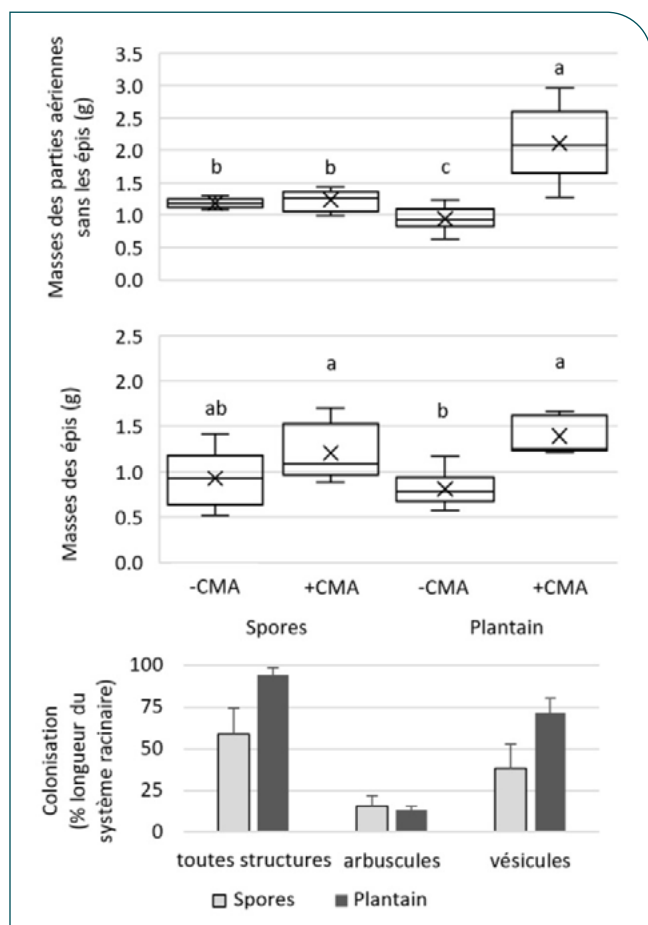 Masses des parties aériennes
sans les épis (g)
3.5
3.0
2.5
2.0
1.5
1.0
0.5
0.0
b
b
c
a
Masses des épis (g)
2.5
2.0
1.5
1.0
0.5
0.0
ab
a
b
a
-CMA +CMA -CMA +CMA
Spores Plantain
Colonisation
(% longueur du
système racinaire)
100
75
50
25
0
toutes structures arbuscules vésicules
Spores Plantain